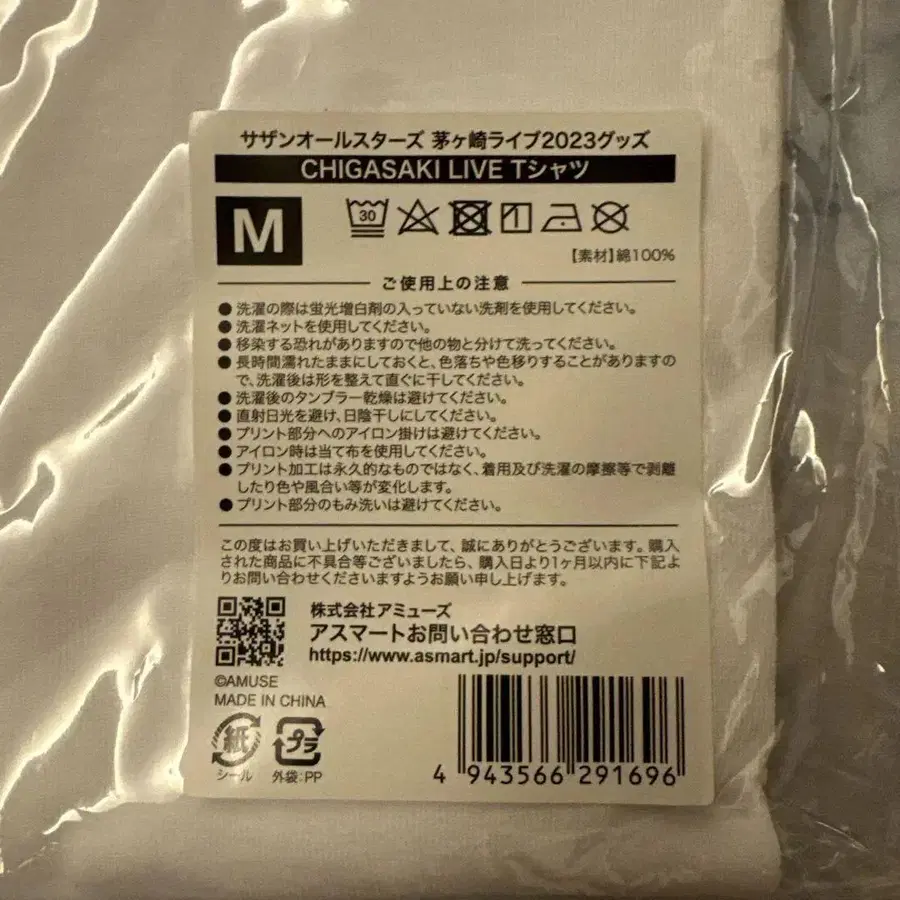 サザンオールスターズ 茅ヶ崎ライブ2023グッズ
CHIGASAKI LIVE Tシャツ
M
30
1
【素材】綿100%
ご使用上の注意
●洗濯の際は蛍光増白剤の入っていない洗剤を使用してください。
●洗濯ネットを使用してください。
●移染する恐れがありますので他の物と分けて洗ってください。
●長時間濡れたままにしておくと、色落ちや色移りすることがありますの
で、洗濯後は形を整えて直ぐに干してください。
●洗濯後のタンブラー乾燥は避けてください。
●直射日光を避け、日陰干しにしてください。
●プリント部分へのアイロン掛けは避けてください。
●アイロン時は当て布を使用してください。
●プリント加工は永久的なものではなく、着用及び洗濯の摩擦等で剥離
したり色や風合い等が変化します。
●プリント部分のもみ洗いは避けてください。
この度はお買い上げいただきまして、誠にありがとうございます。購入
された商品に不具合等ございましたら、購入日より1ヶ月以内に下記よ
りお問い合わせくださいますようお願い申し上げます。
株式会社アミューズ
アスマートお問い合わせ窓口
https://www.asmart.jp/support/
©AMUSE
MADE IN CHINA
紙
プラ
シール 外袋:PP
4 943566 291696